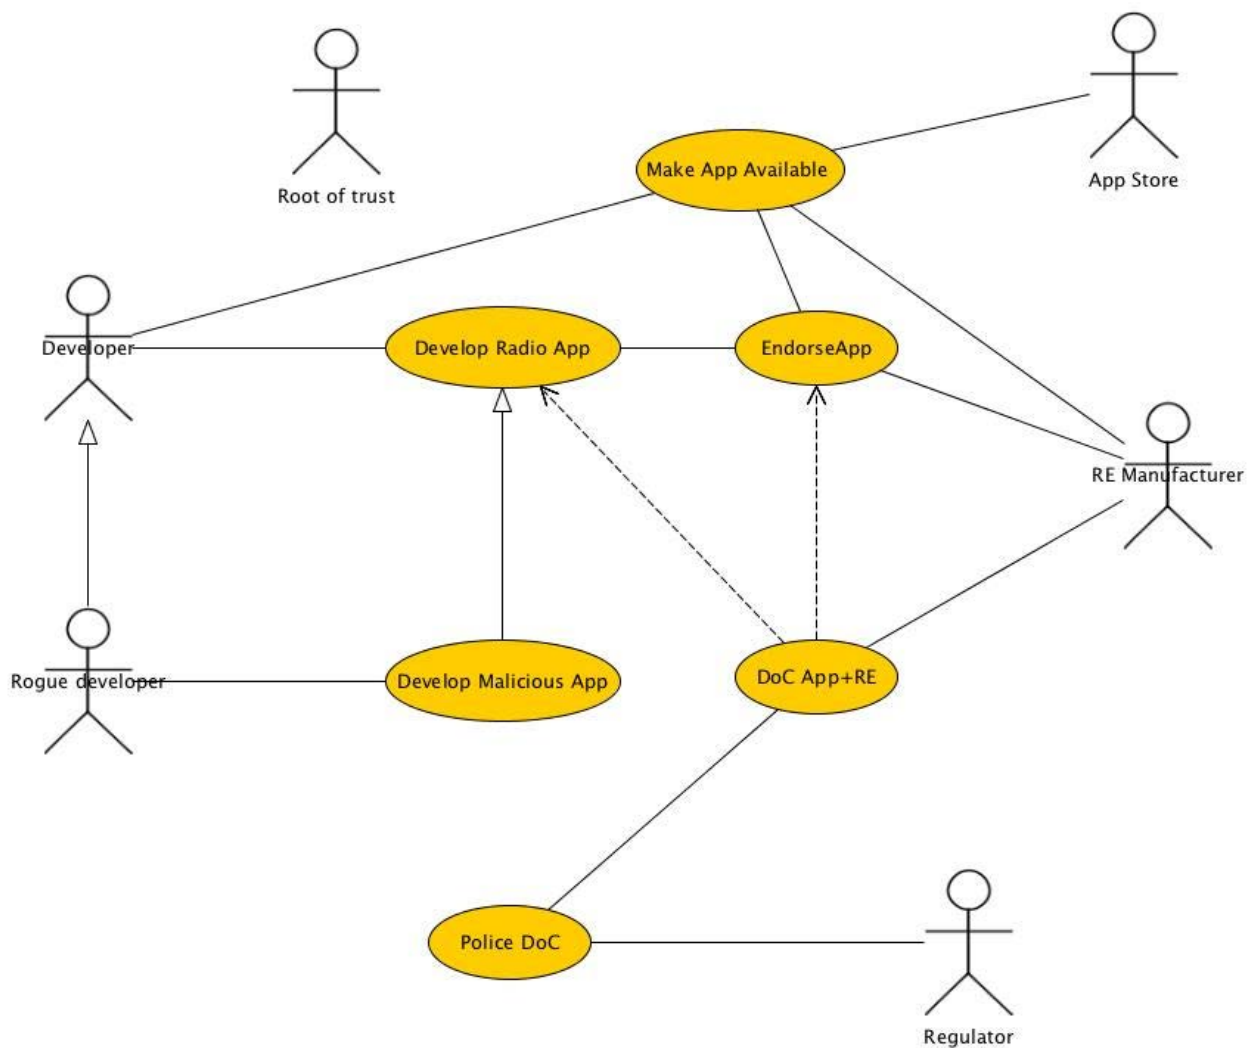 Root of trust
App Store
Make App Available
Developer
Develop Radio App
EndorseApp
RE Manufacturer
Rogue developer
Develop Malicious App
DoC App+RE
Police DoC
Regulator